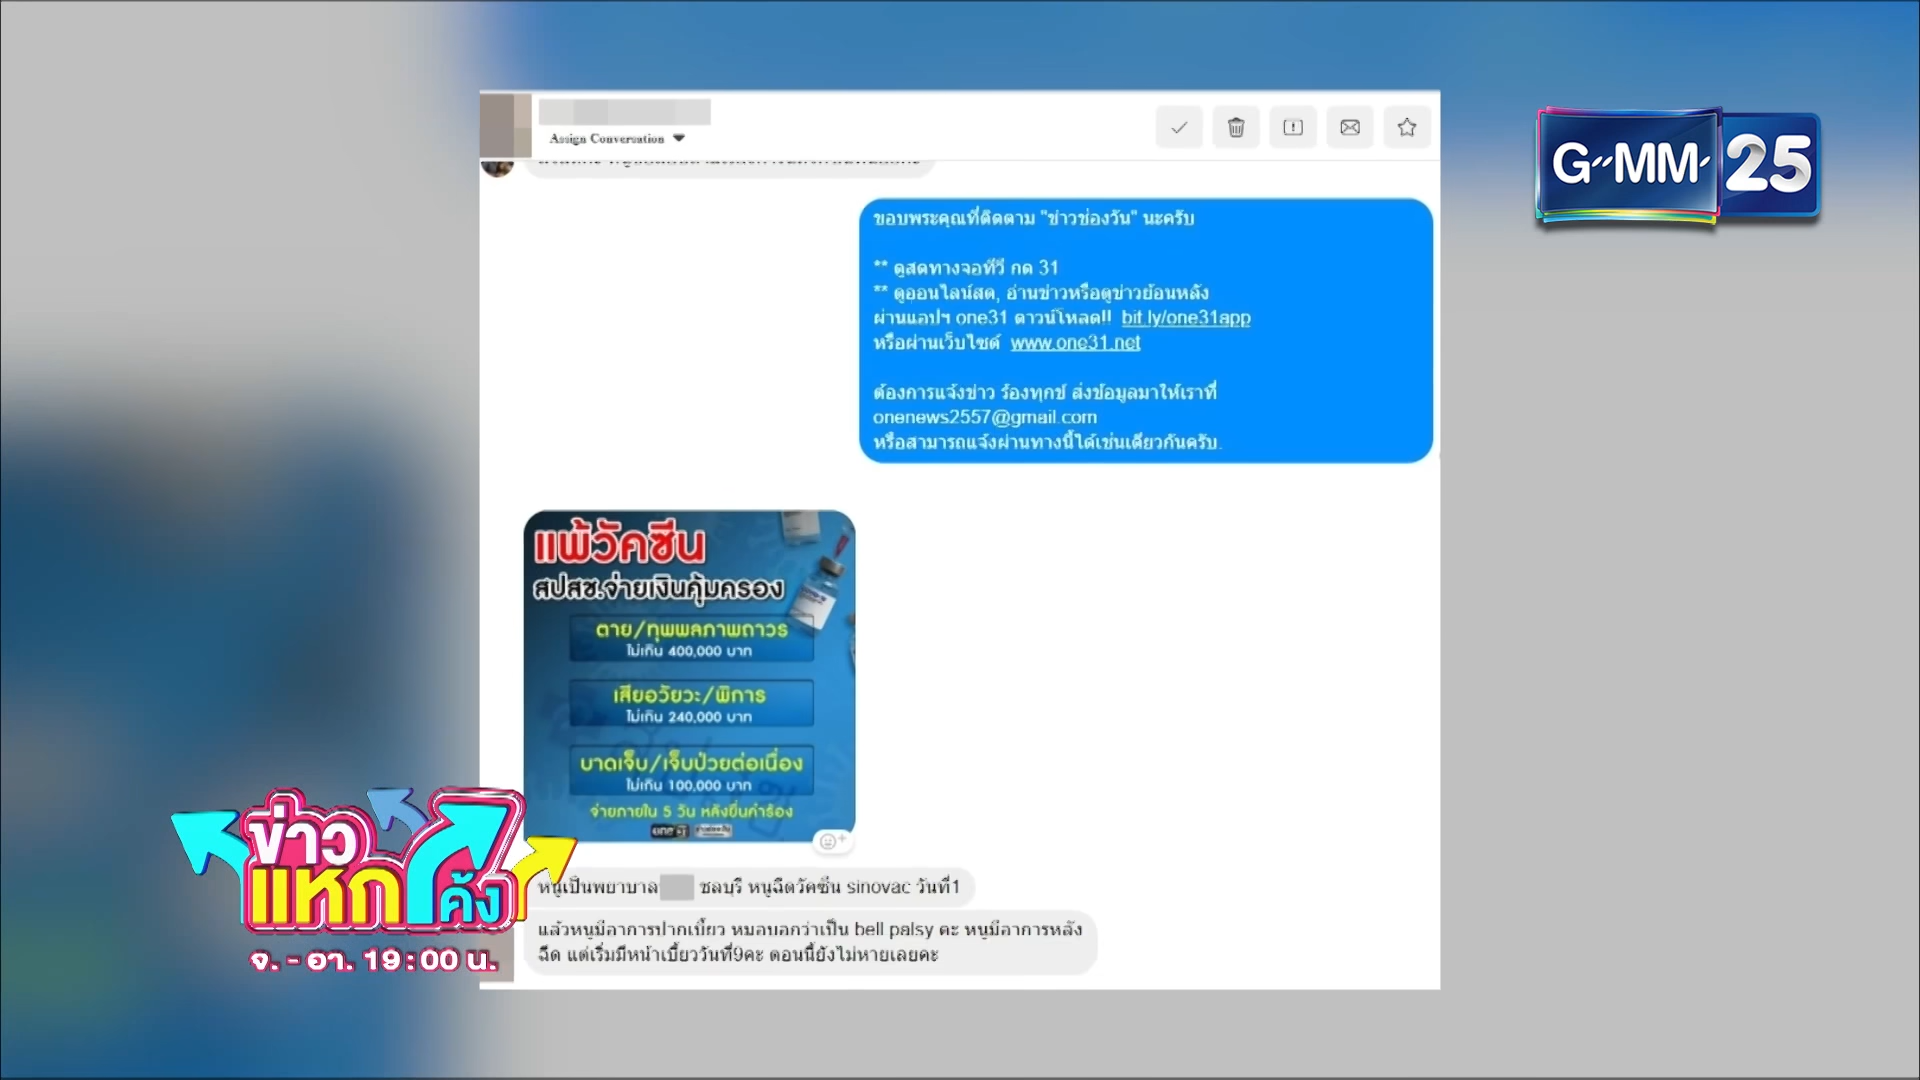 Assign Conversation
G-MM 25
ขอบพระคุณที่ติดตาม "ข่าวช่องวัน" นะครับ
** ดูสดทางจอทีวี กด 31
** ดูออนไลน์สด, อ่านข่าวหรือดูข่าวย้อนหลัง
ผ่านแอปฯ one31 ดาวน์โหลด!! bit.ly/one31app
หรือผ่านเว็บไซต์ www.one31.net
ต้องการแจ้งข่าว ร้องทุกข์ ส่งข้อมูลมาให้เราที่
onenews2557@gmail.com
หรือสามารถแจ้งผ่านทางนี้ได้เช่นเดียวกันครับ.
แพ้วัคซีน
สปสช.จ่ายเงินคุ้มครอง
ตาย/ทุพพลภาพถาวร
ไม่เกิน 400,000 บาท
เสียอวัยวะ/พิการ
ไม่เกิน 240,000 บาท
บาดเจ็บ/เจ็บป่วยต่อเนื่อง
ไม่เกิน 100,000 บาท
จ่ายภายใน 5 วัน หลังยื่นคำร้อง
one 31
หนูเป็นพยาบาล ชลบุรี หนูฉีดวัคซีน sinovac วันที่1
แล้วหนูมีอาการปากเบี้ยว หมอบอกว่าเป็น bell palsy คะ หนูมีอาการหลัง
ฉีด แต่เริ่มมีหน้าเบี้ยววันที่9คะ ตอนนี้ยังไม่หายเลยคะ
ข่าว
แหกโค้ง
จ. - อา. 19:00 น.